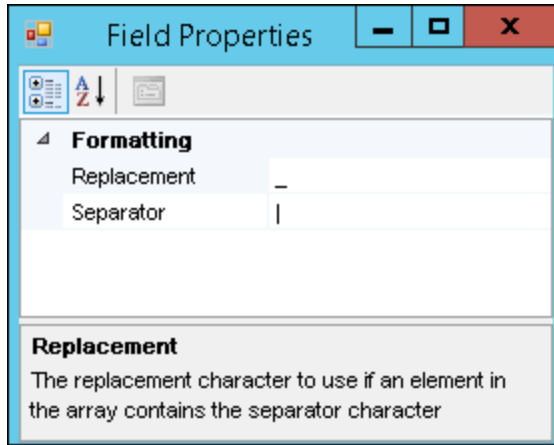 Field Properties
Formatting
Replacement _
Separator |
Replacement
The replacement character to use if an element in
the array contains the separator character